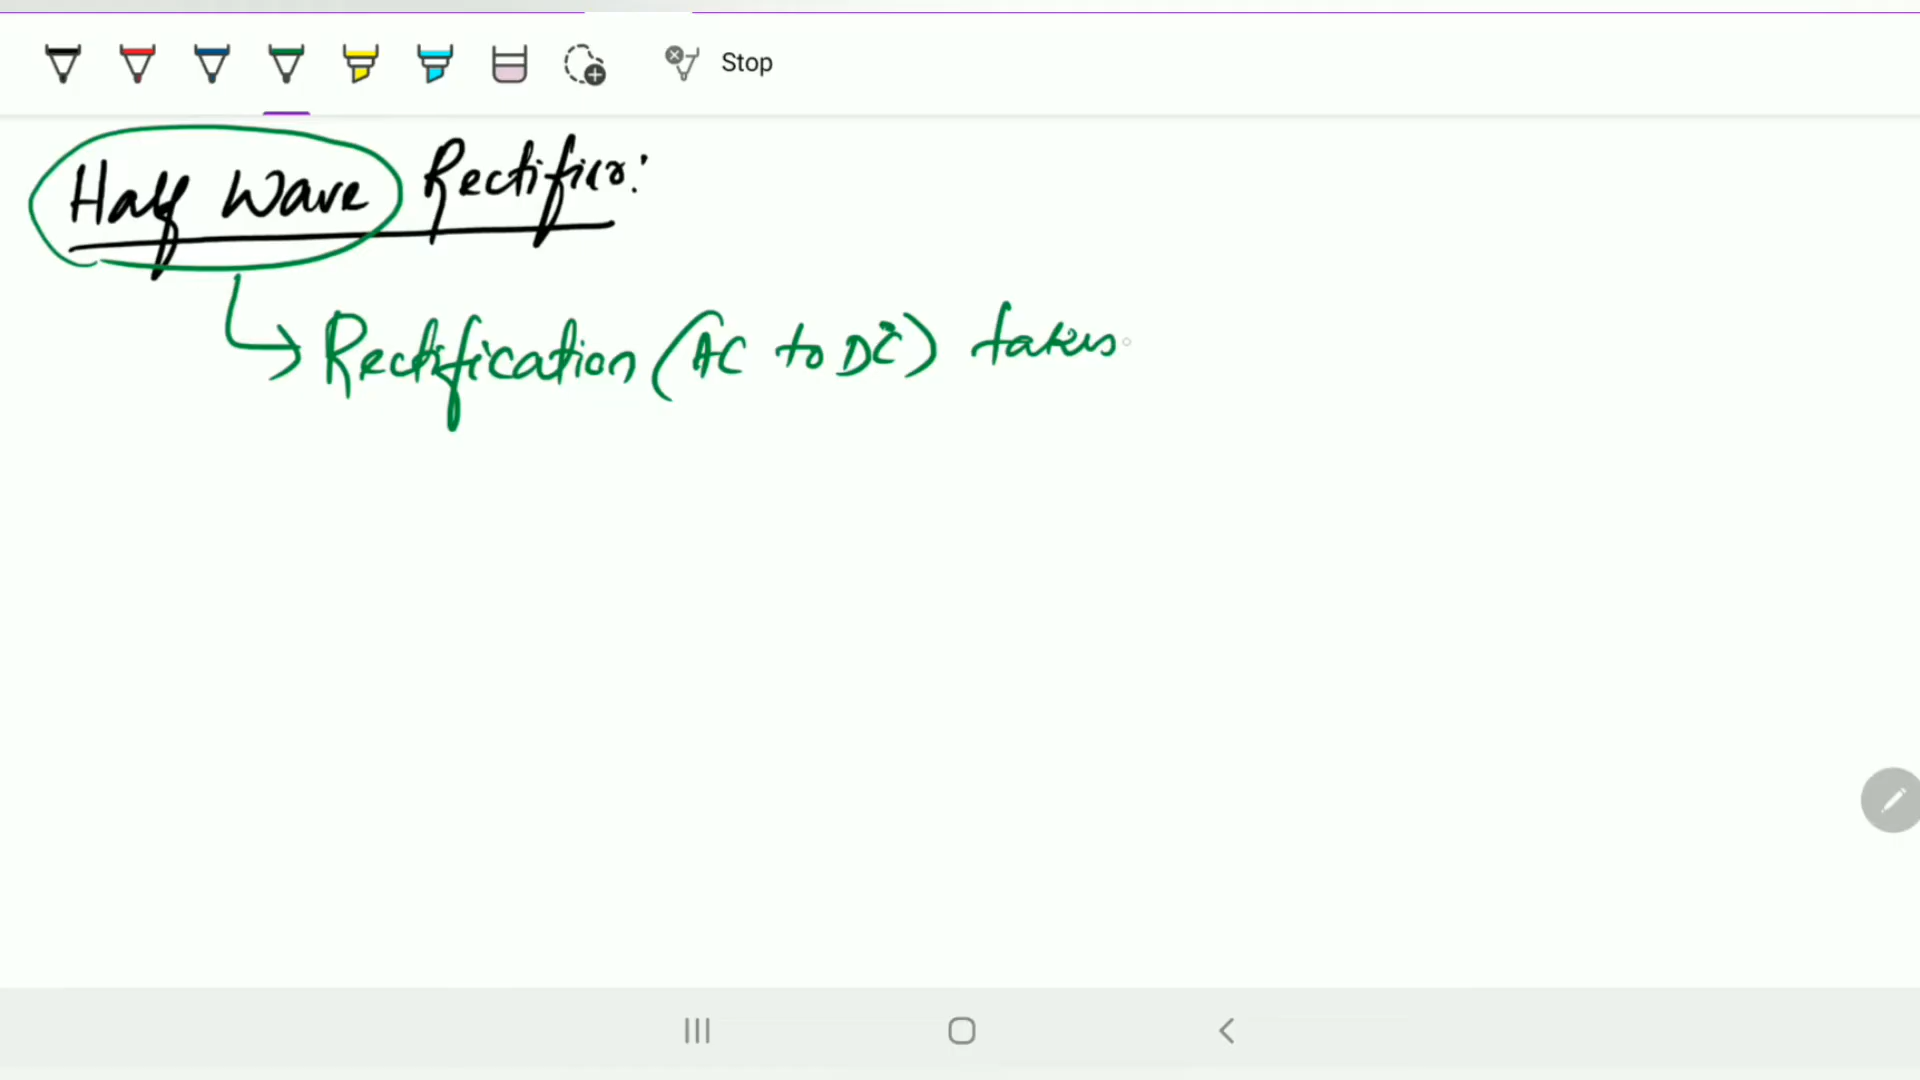 Stop
Half Wave Rectifier:
Rectification (AC to DC) takes